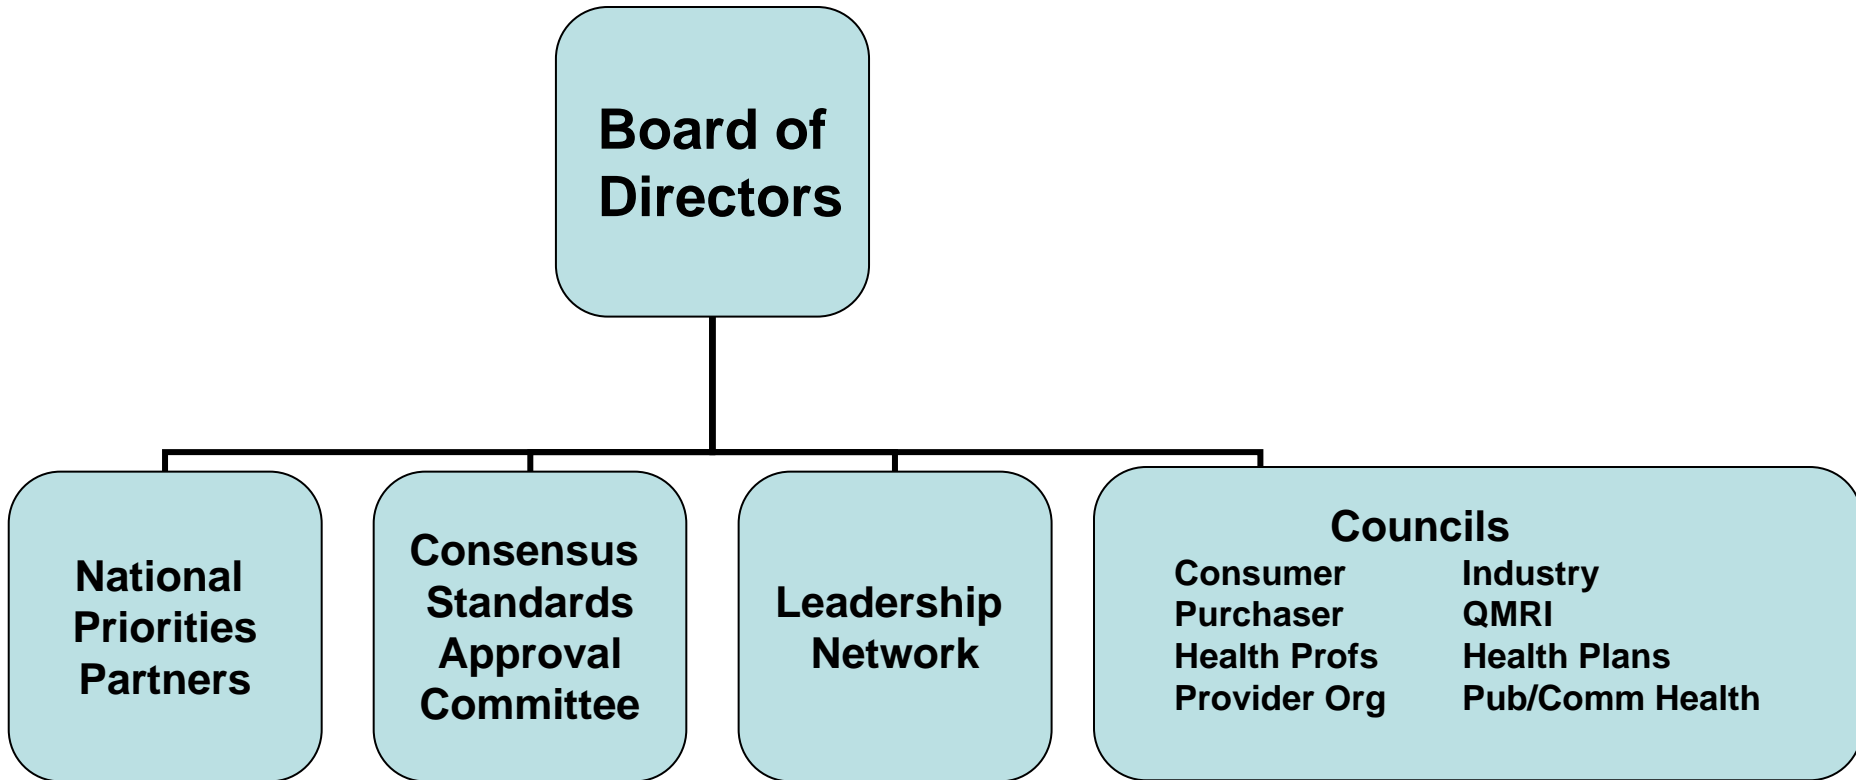 Board of
Directors
National
Priorities
Partners
Consensus
Standards
Approval
Committee
Leadership
Network
Councils
Consumer Industry
Purchaser QMRI
Health Profs Health Plans
Provider Org Pub/Comm Health